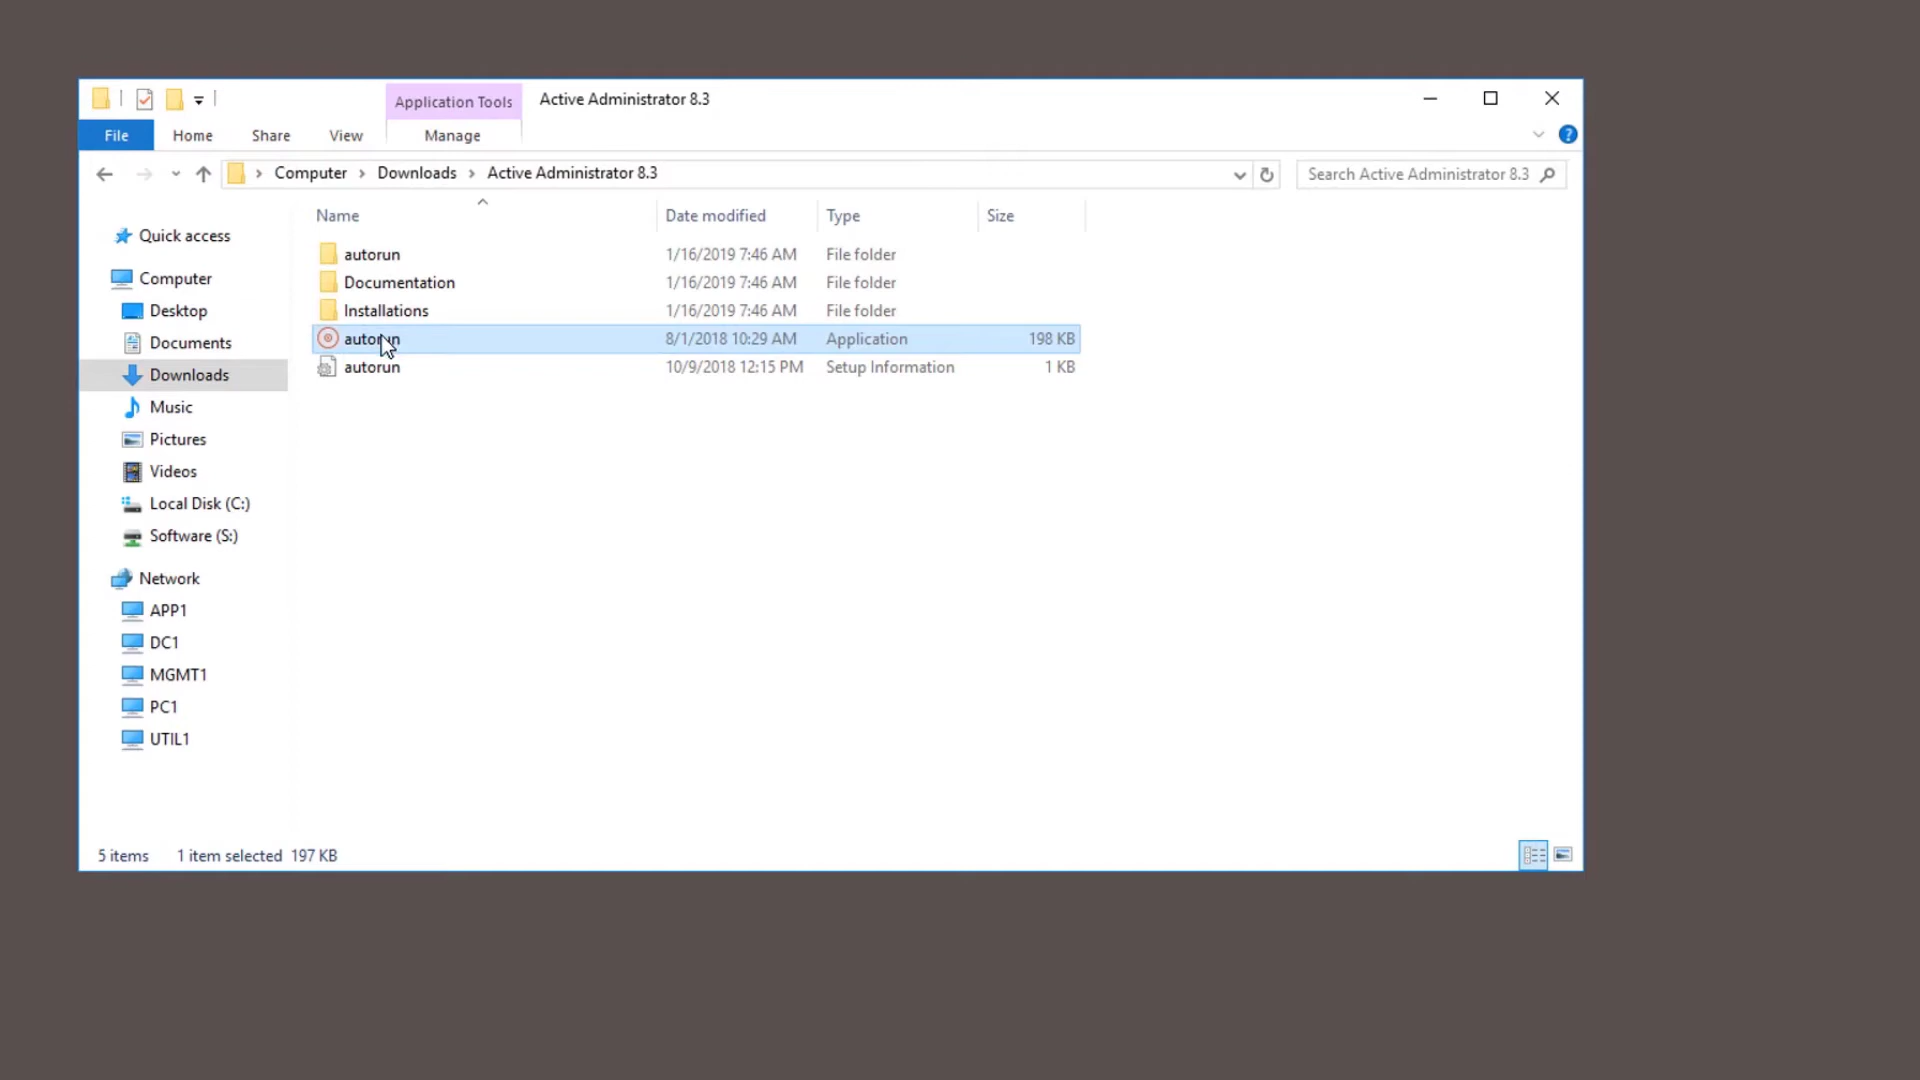 Application Tools Active Administrator 8.3
File Home Share View Manage
Computer Downloads Active Administrator 8.3 Search Active Administrator 8.3
Name Date modified Type Size
Quick access
Computer
Desktop
Documents
Downloads
Music
Pictures
Videos
Local Disk (C:)
Software (S:)
Network
APP1
DC1
MGMT1
PC1
UTIL1
autorun 1/16/2019 7:46 AM File folder
Documentation 1/16/2019 7:46 AM File folder
Installations 1/16/2019 7:46 AM File folder
autorun 8/1/2018 10:29 AM Application 198 KB
autorun 10/9/2018 12:15 PM Setup Information 1 KB
5 items 1 item selected 197 KB